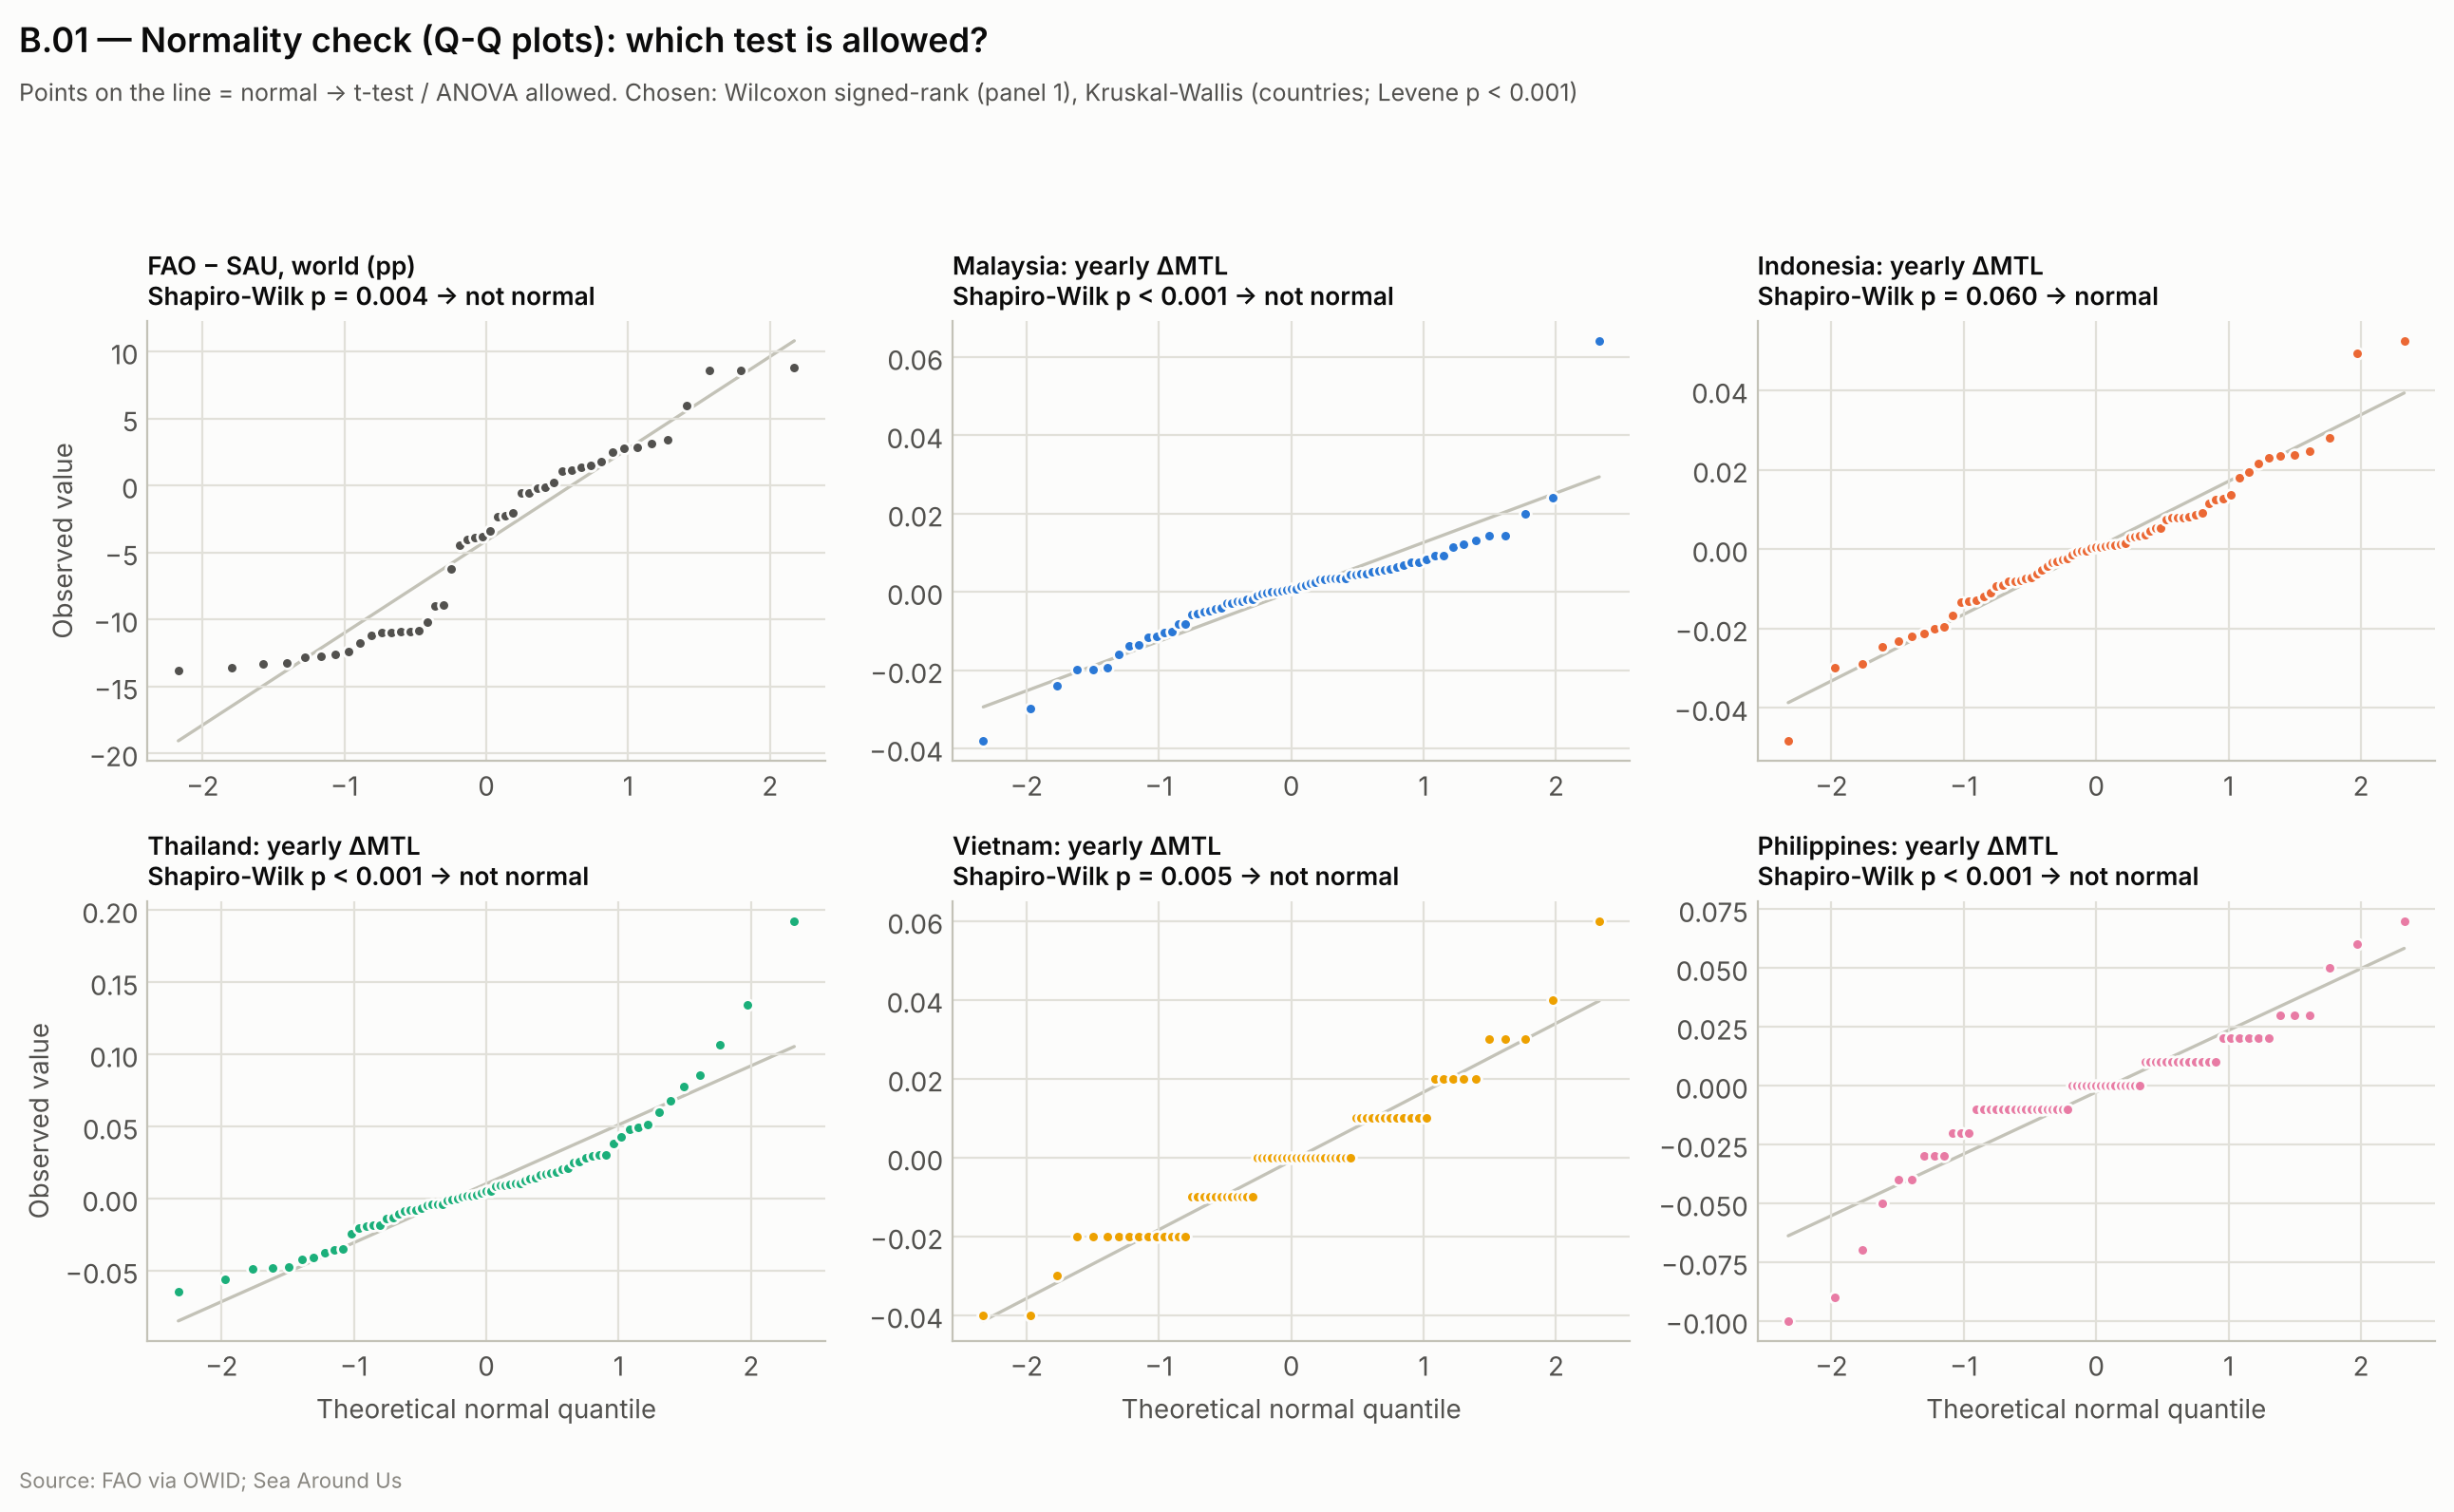 B.01 — Normality check (Q-Q plots): which test is allowed?
Points on the line = normal → t-test / ANOVA allowed. Chosen: Wilcoxon signed-rank (panel 1), Kruskal-Wallis (countries; Levene p < 0.001)
FAO − SAU, world (pp)
Shapiro-Wilk p = 0.004 → not normal
Observed value
10
5
0
−5
−10
−15
−20
−2 −1 0 1 2
Malaysia: yearly ΔMTL
Shapiro-Wilk p < 0.001 → not normal
0.06
0.04
0.02
0.00
−0.02
−0.04
−2 −1 0 1 2
Indonesia: yearly ΔMTL
Shapiro-Wilk p = 0.060 → normal
0.04
0.02
0.00
−0.02
−0.04
−2 −1 0 1 2
Thailand: yearly ΔMTL
Shapiro-Wilk p < 0.001 → not normal
Observed value
0.20
0.15
0.10
0.05
0.00
−0.05
−2 −1 0 1 2
Theoretical normal quantile
Vietnam: yearly ΔMTL
Shapiro-Wilk p = 0.005 → not normal
0.06
0.04
0.02
0.00
−0.02
−0.04
−2 −1 0 1 2
Theoretical normal quantile
Philippines: yearly ΔMTL
Shapiro-Wilk p < 0.001 → not normal
0.075
0.050
0.025
0.000
−0.025
−0.050
−0.075
−0.100
−2 −1 0 1 2
Theoretical normal quantile
Source: FAO via OWID; Sea Around Us